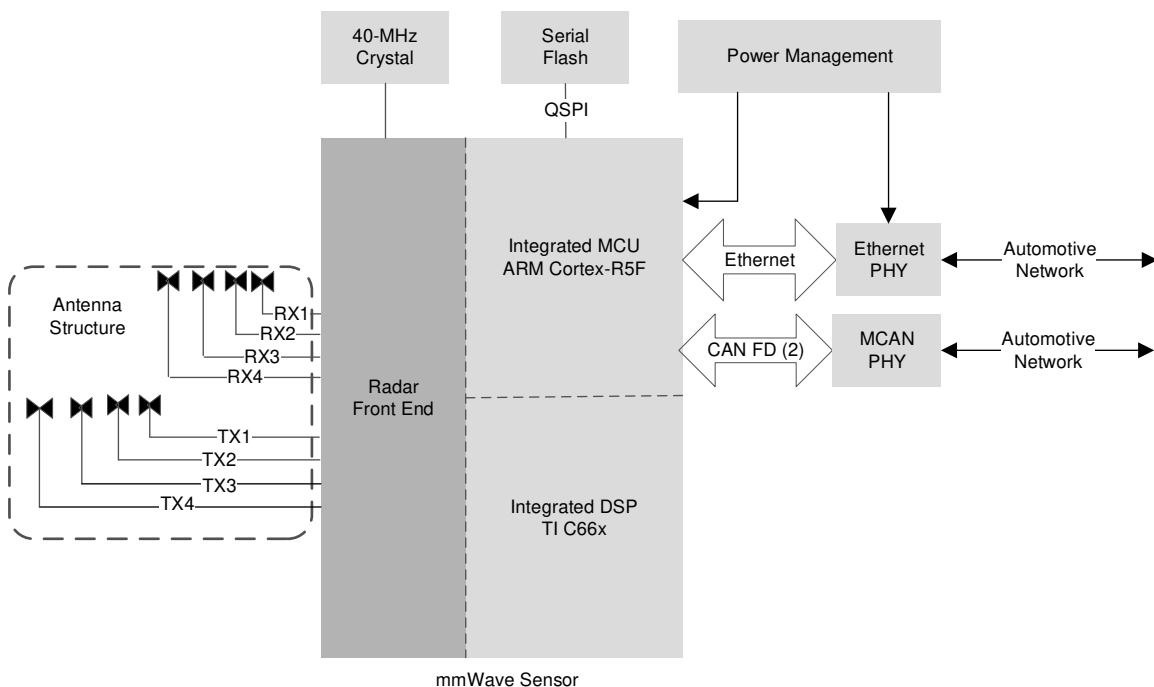 40-MHz
Crystal
Serial
Flash
Power Management
QSPI
Integrated MCU
ARM Cortex-R5F
Ethernet
Ethernet
PHY
Automotive
Network
Antenna
Structure
RX1
RX2
RX3
RX4
CAN FD (2)
MCAN
PHY
Automotive
Network
Radar
Front End
TX1
TX2
TX3
TX4
Integrated DSP
TI C66x
mmWave Sensor